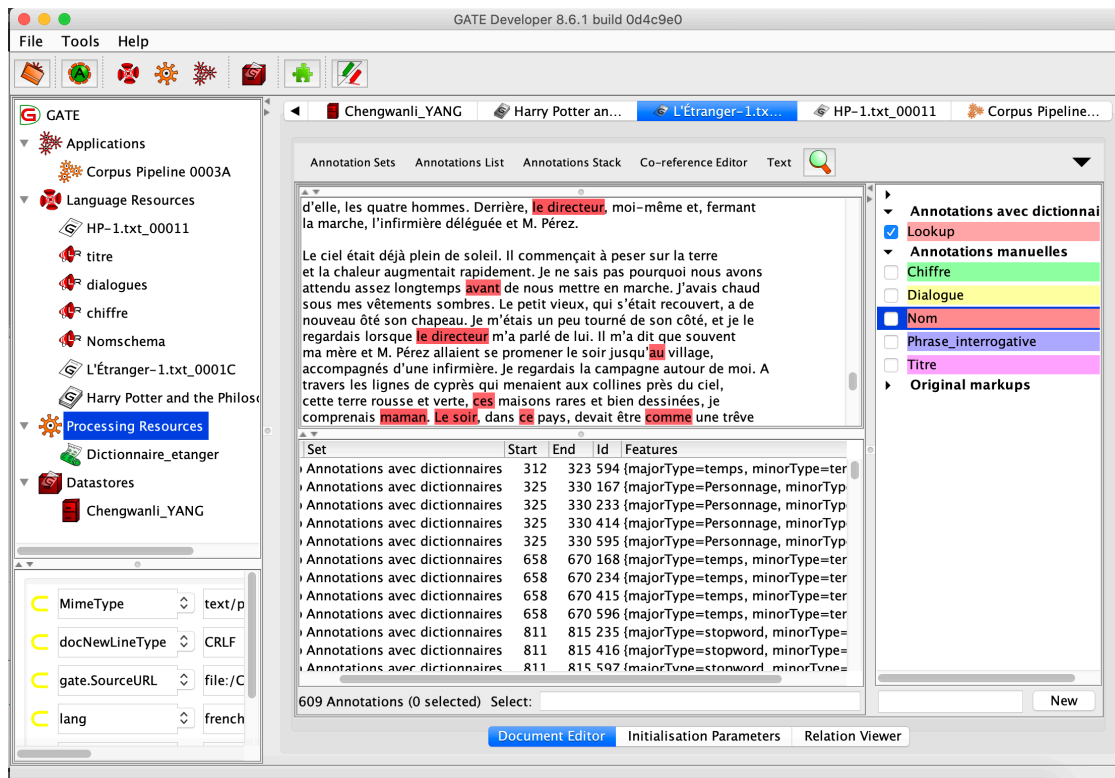 GATE Developer 8.6.1 build 0d4c9e0
File Tools Help
GATE
Applications
Corpus Pipeline 0003A
Language Resources
HP-1.txt_00011
titre
dialogues
chiffre
Nomschema
L'Étranger-1.txt_0001C
Harry Potter and the Philos
Processing Resources
Dictionnaire_etanger
Datastores
Chengwanli_YANG
MimeType text/p
docNewLineType CRLF
gate.SourceURL file:/C
lang french
Chengwanli_YANG Harry Potter an... L'Étranger-1.tx... HP-1.txt_00011 Corpus Pipeline...
Annotation Sets Annotations List Annotations Stack Co-reference Editor Text
d'elle, les quatre hommes. Derrière, le directeur, moi-même et, fermant
la marche, l'infirmière déléguée et M. Pérez.
Le ciel était déjà plein de soleil. Il commençait à peser sur la terre
et la chaleur augmentait rapidement. Je ne sais pas pourquoi nous avons
attendu assez longtemps avant de nous mettre en marche. J'avais chaud
sous mes vêtements sombres. Le petit vieux, qui s'était recouvert, a de
nouveau ôté son chapeau. Je m'étais un peu tourné de son côté, et je le
regardais lorsque le directeur m'a parlé de lui. Il m'a dit que souvent
ma mère et M. Pérez allaient se promener le soir jusqu'au village,
accompagnés d'une infirmière. Je regardais la campagne autour de moi. A
travers les lignes de cyprès qui menaient aux collines près du ciel,
cette terre rousse et verte, ces maisons rares et bien dessinées, je
comprenais maman. Le soir, dans ce pays, devait être comme une trêve
Set Start End Id Features
Annotations avec dictionnaires 312 323 594 {majorType=temps, minorType=ter
Annotations avec dictionnaires 325 330 167 {majorType=Personnage, minorTyp
Annotations avec dictionnaires 325 330 233 {majorType=Personnage, minorTyp
Annotations avec dictionnaires 325 330 414 {majorType=Personnage, minorTyp
Annotations avec dictionnaires 325 330 595 {majorType=Personnage, minorTyp
Annotations avec dictionnaires 658 670 168 {majorType=temps, minorType=ter
Annotations avec dictionnaires 658 670 234 {majorType=temps, minorType=ter
Annotations avec dictionnaires 658 670 415 {majorType=temps, minorType=ter
Annotations avec dictionnaires 658 670 596 {majorType=temps, minorType=ter
Annotations avec dictionnaires 811 815 235 {majorType=stopword, minorType=
Annotations avec dictionnaires 811 815 416 {majorType=stopword, minorType=
Annotations avec dictionnaires 811 815 597 {majorType=stopword, minorType=
609 Annotations (0 selected) Select:
Annotations avec dictionnai
Lookup
Annotations manuelles
Chiffre
Dialogue
Nom
Phrase_interrogative
Titre
Original markups
New
Document Editor Initialisation Parameters Relation Viewer